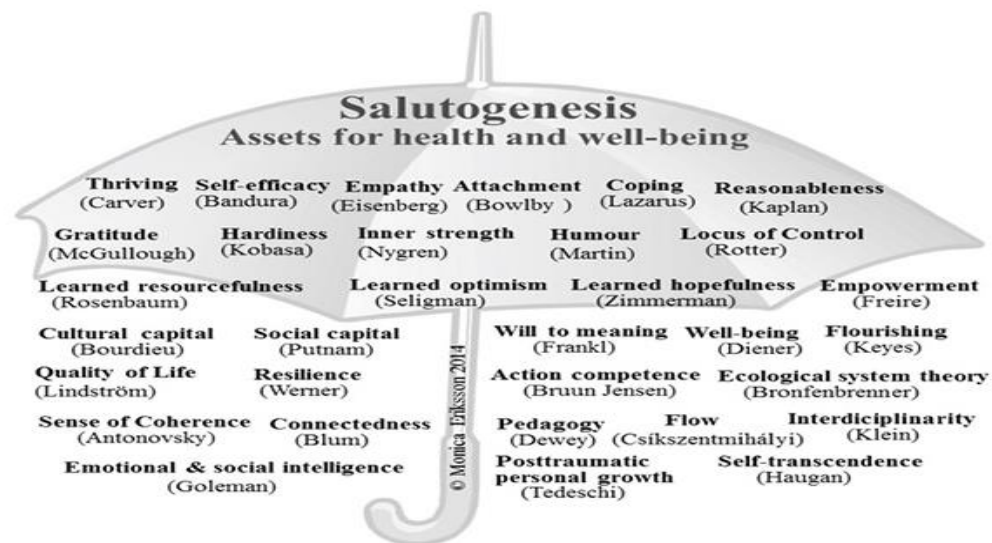 Salutogenesis
Assets for health and well-being
Thriving Self-efficacy Empathy Attachment Coping Reasonableness
(Carver) (Bandura) (Eisenberg) (Bowlby ) (Lazarus) (Kaplan)
Gratitude Hardiness Inner strength Humour Locus of Control
(McGullough) (Kobasa) (Nygren) (Martin) (Rotter)
Learned resourcefulness Learned optimism Learned hopefulness Empowerment
(Rosenbaum) (Seligman) (Zimmerman) (Freire)
Cultural capital Social capital Will to meaning Well-being Flourishing
(Bourdieu) (Putnam) (Frankl) (Diener) (Keyes)
Quality of Life Resilience Action competence Ecological system theory
(Lindström) (Werner) (Bruun Jensen) (Bronfenbrenner)
Sense of Coherence Connectedness Pedagogy Flow Interdiciplinarity
(Antonovsky) (Blum) (Dewey) (Csíkszentmihályi) (Klein)
Emotional & social intelligence Posttraumatic Self-transcendence
(Goleman) personal growth (Haugan)
(Tedeschi)
© Monica Eriksson 2014